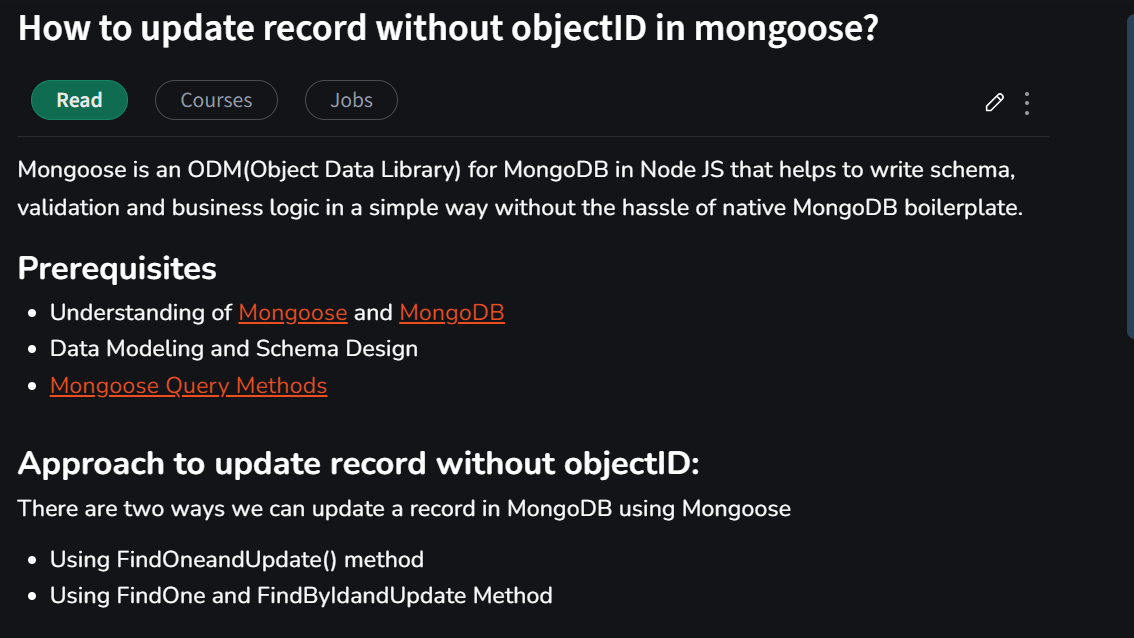 How to update record without objectID in mongoose?
Read
Courses
Jobs
Mongoose is an ODM(Object Data Library) for MongoDB in Node JS that helps to write schema,
validation and business logic in a simple way without the hassle of native MongoDB boilerplate.
Prerequisites
• Understanding of Mongoose and MongoDB
• Data Modeling and Schema Design
• Mongoose Query Methods
Approach to update record without objectID:
There are two ways we can update a record in MongoDB using Mongoose
• Using FindOneandUpdate() method
• Using FindOne and FindByIdandUpdate Method